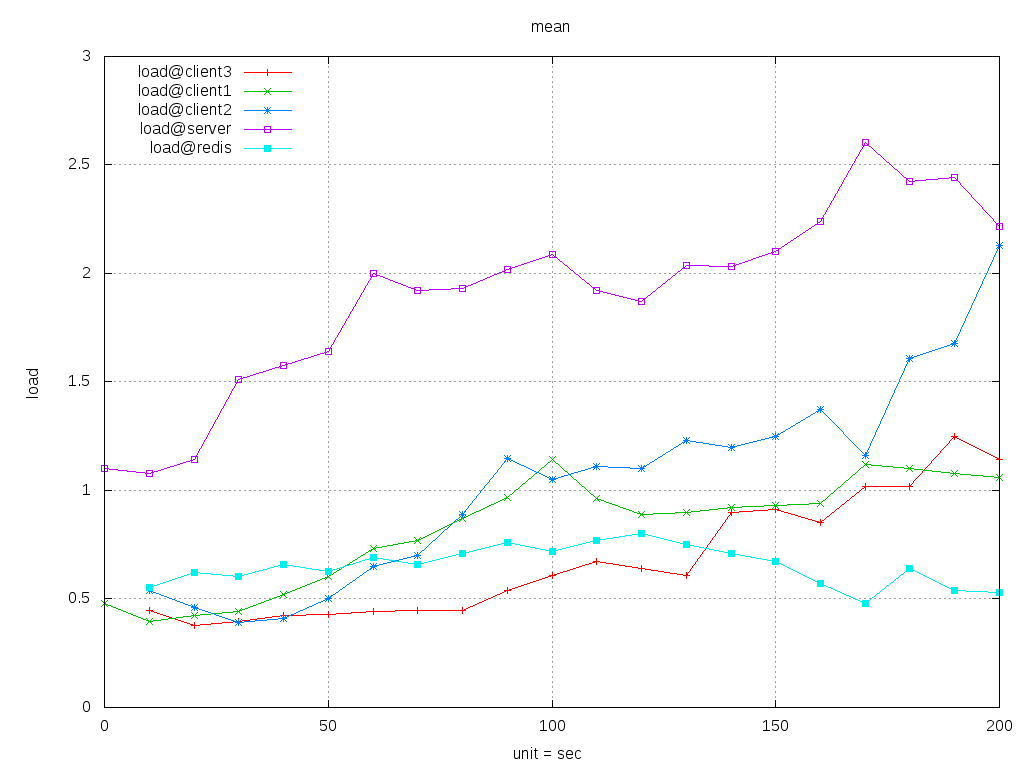 mean
3
load@client3
load@client1
load@client2
load@server
load@redis
2.5
2
1.5
load
1
0.5
0
0 50 100 150 200
unit = sec